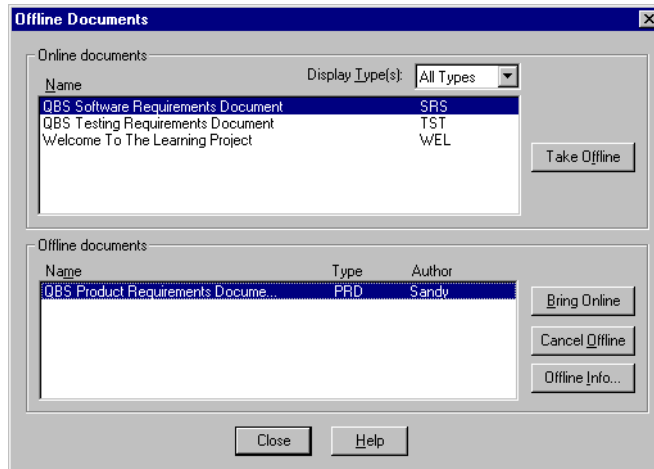 Offline Documents
Online documents
Name Display Type(s): All Types
QBS Software Requirements Document SRS
QBS Testing Requirements Document TST
Welcome To The Learning Project WEL
Take Offline
Offline documents
Name Type Author
QBS Product Requirements Docume... PRD Sandy
Bring Online
Cancel Offline
Offline Info...
Close Help